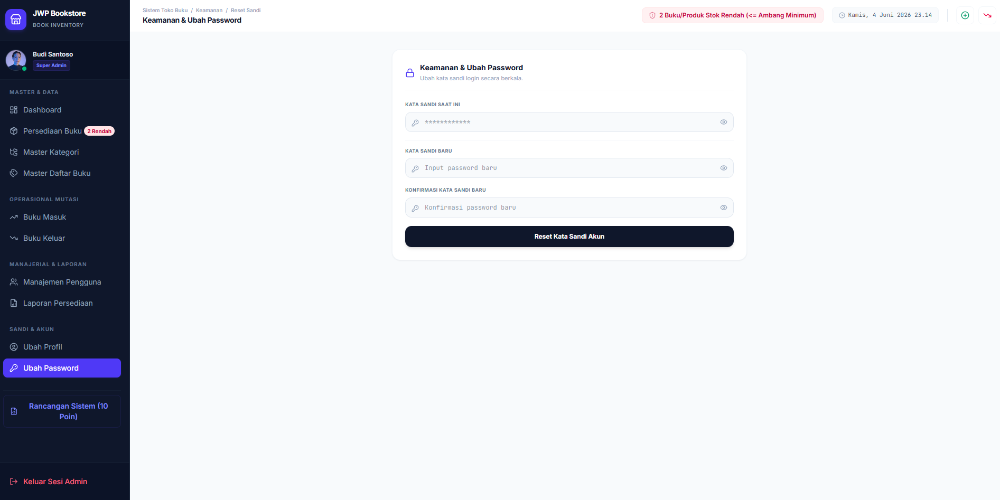 JWP Bookstore
BOOK INVENTORY
Budi Santoso
Super Admin
MASTER & DATA
Dashboard
Persediaan Buku 2 Rendah
Master Kategori
Master Daftar Buku
OPERASIONAL MUTASI
Buku Masuk
Buku Keluar
MANAJERIAL & LAPORAN
Manajemen Pengguna
Laporan Persediaan
SANDI & AKUN
Ubah Profil
Ubah Password
Rancangan Sistem (10
Poin)
Keluar Sesi Admin
Sistem Toko Buku / Keamanan / Reset Sandi
Keamanan & Ubah Password
2 Buku/Produk Stok Rendah (<= Ambang Minimum)
Kamis, 4 Juni 2026 23.14
Keamanan & Ubah Password
Ubah kata sandi login secara berkala.
KATA SANDI SAAT INI
************
KATA SANDI BARU
Input password baru
KONFIRMASI KATA SANDI BARU
Konfirmasi password baru
Reset Kata Sandi Akun